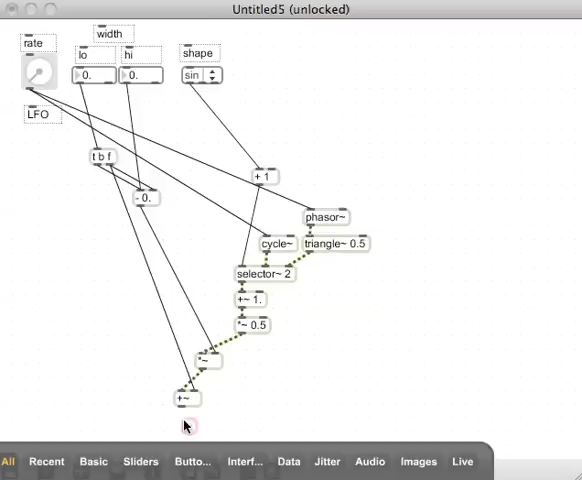 Untitled5 (unlocked)
width
rate
lo
hi
shape
0.
0.
sin
LFO
t b f
+ 1
- 0.
phasor~
cycle~
triangle~ 0.5
selector~ 2
+~ 1.
*~ 0.5
*~
+~
All Recent Basic Sliders Butto... Interf... Data Jitter Audio Images Live